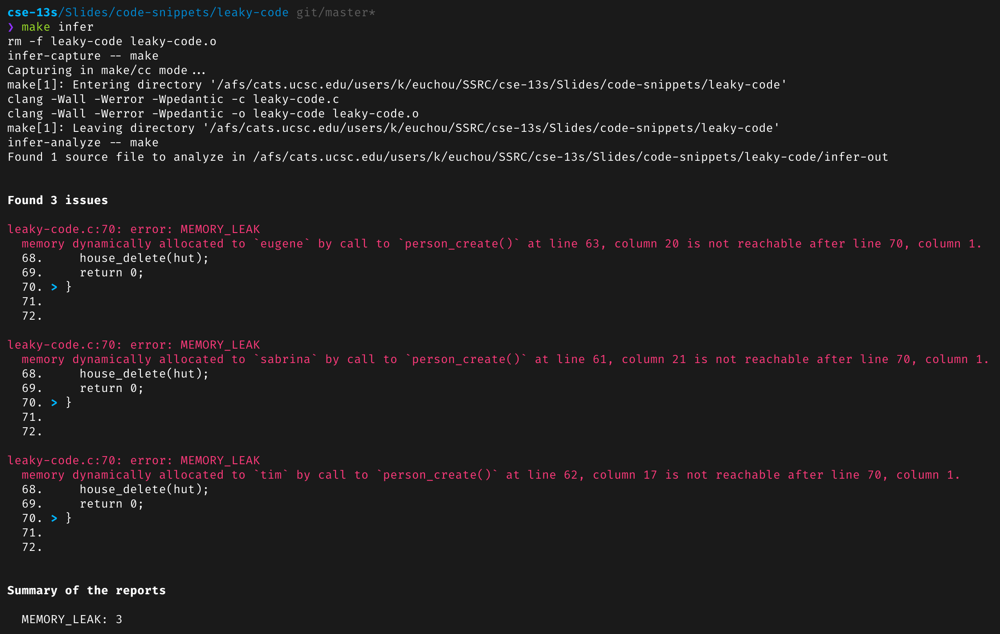 cse-13s/Slides/code-snippets/leaky-code git/master*
❯ make infer
rm -f leaky-code leaky-code.o
infer-capture -- make
Capturing in make/cc mode...
make[1]: Entering directory '/afs/cats.ucsc.edu/users/k/euchou/SSRC/cse-13s/Slides/code-snippets/leaky-code'
clang -Wall -Werror -Wpedantic -c leaky-code.c
clang -Wall -Werror -Wpedantic -o leaky-code leaky-code.o
make[1]: Leaving directory '/afs/cats.ucsc.edu/users/k/euchou/SSRC/cse-13s/Slides/code-snippets/leaky-code'
infer-analyze -- make
Found 1 source file to analyze in /afs/cats.ucsc.edu/users/k/euchou/SSRC/cse-13s/Slides/code-snippets/leaky-code/infer-out
Found 3 issues
leaky-code.c:70: error: MEMORY_LEAK
  memory dynamically allocated to `eugene` by call to `person_create()` at line 63, column 20 is not reachable after line 70, column 1.
  68.     house_delete(hut);
  69.     return 0;
  70. > }
  71.
  72.
leaky-code.c:70: error: MEMORY_LEAK
  memory dynamically allocated to `sabrina` by call to `person_create()` at line 61, column 21 is not reachable after line 70, column 1.
  68.     house_delete(hut);
  69.     return 0;
  70. > }
  71.
  72.
leaky-code.c:70: error: MEMORY_LEAK
  memory dynamically allocated to `tim` by call to `person_create()` at line 62, column 17 is not reachable after line 70, column 1.
  68.     house_delete(hut);
  69.     return 0;
  70. > }
  71.
  72.
Summary of the reports
  MEMORY_LEAK: 3